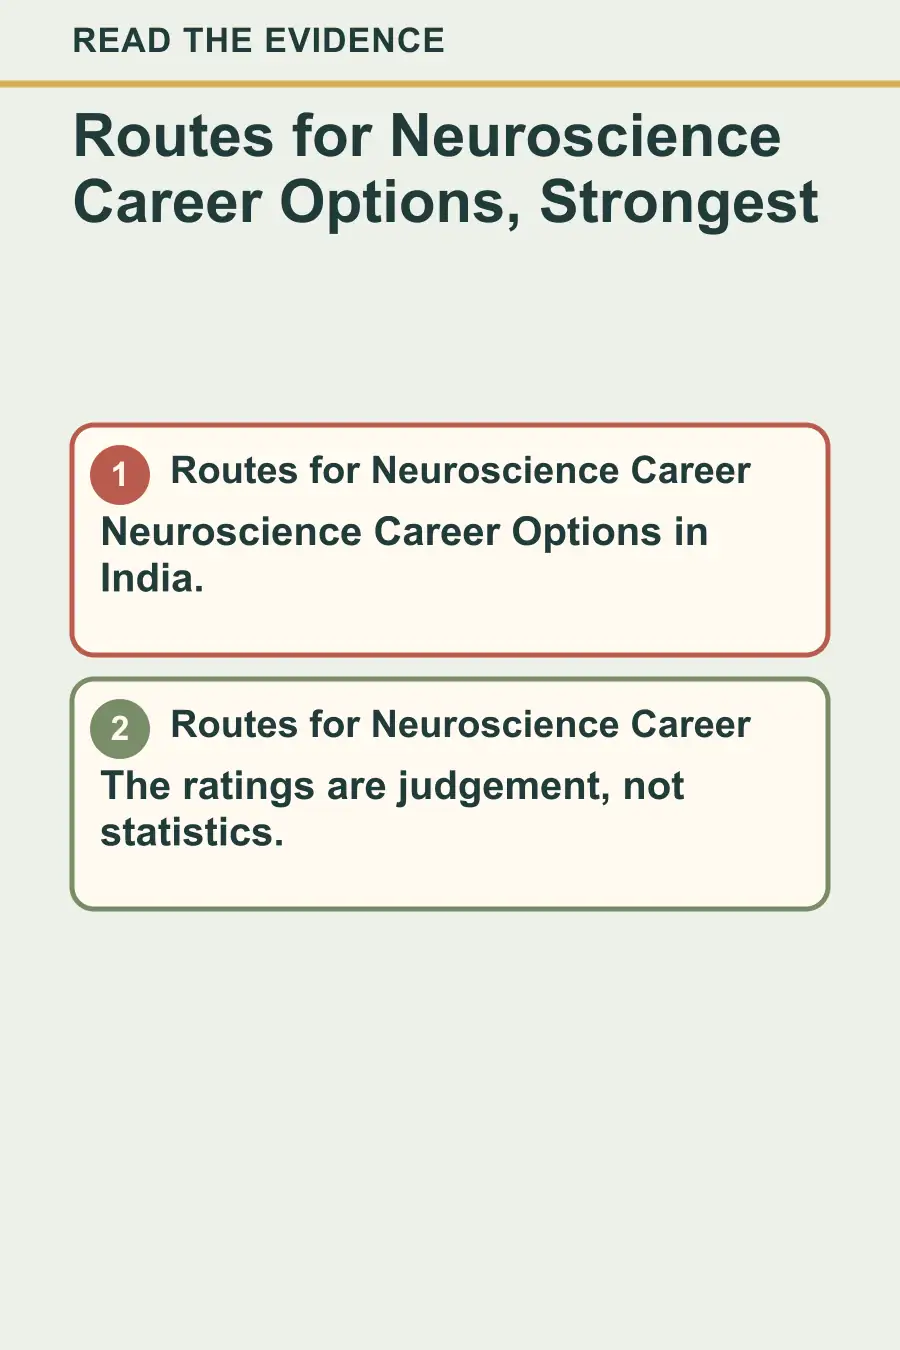 READ THE EVIDENCE
Routes for Neuroscience
Career Options, Strongest
1 Routes for Neuroscience Career
Neuroscience Career Options in
India.
2 Routes for Neuroscience Career
The ratings are judgement, not
statistics.